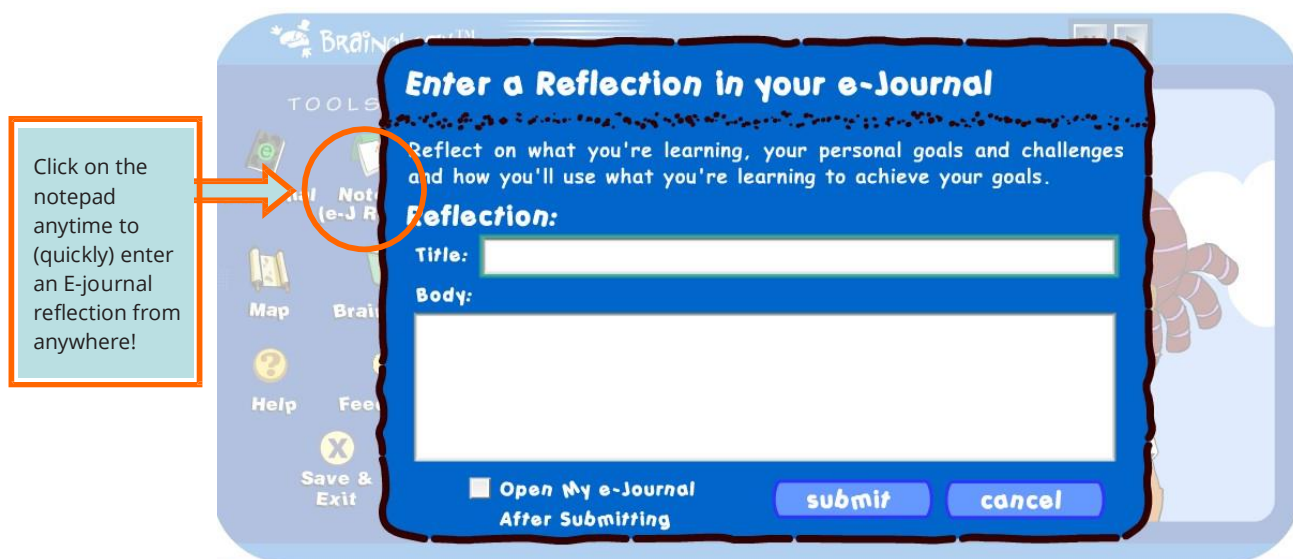 Click on the
notepad
anytime to
(quickly) enter
an E-journal
reflection from
anywhere!
TOOLS
Map
Help
Save &
Exit
Enter a Reflection in your e-Journal
Reflect on what you're learning, your personal goals and challenges
and how you'll use what you're learning to achieve your goals.
Reflection:
Title:
Body:
Open My e-Journal
After Submitting
submit
cancel